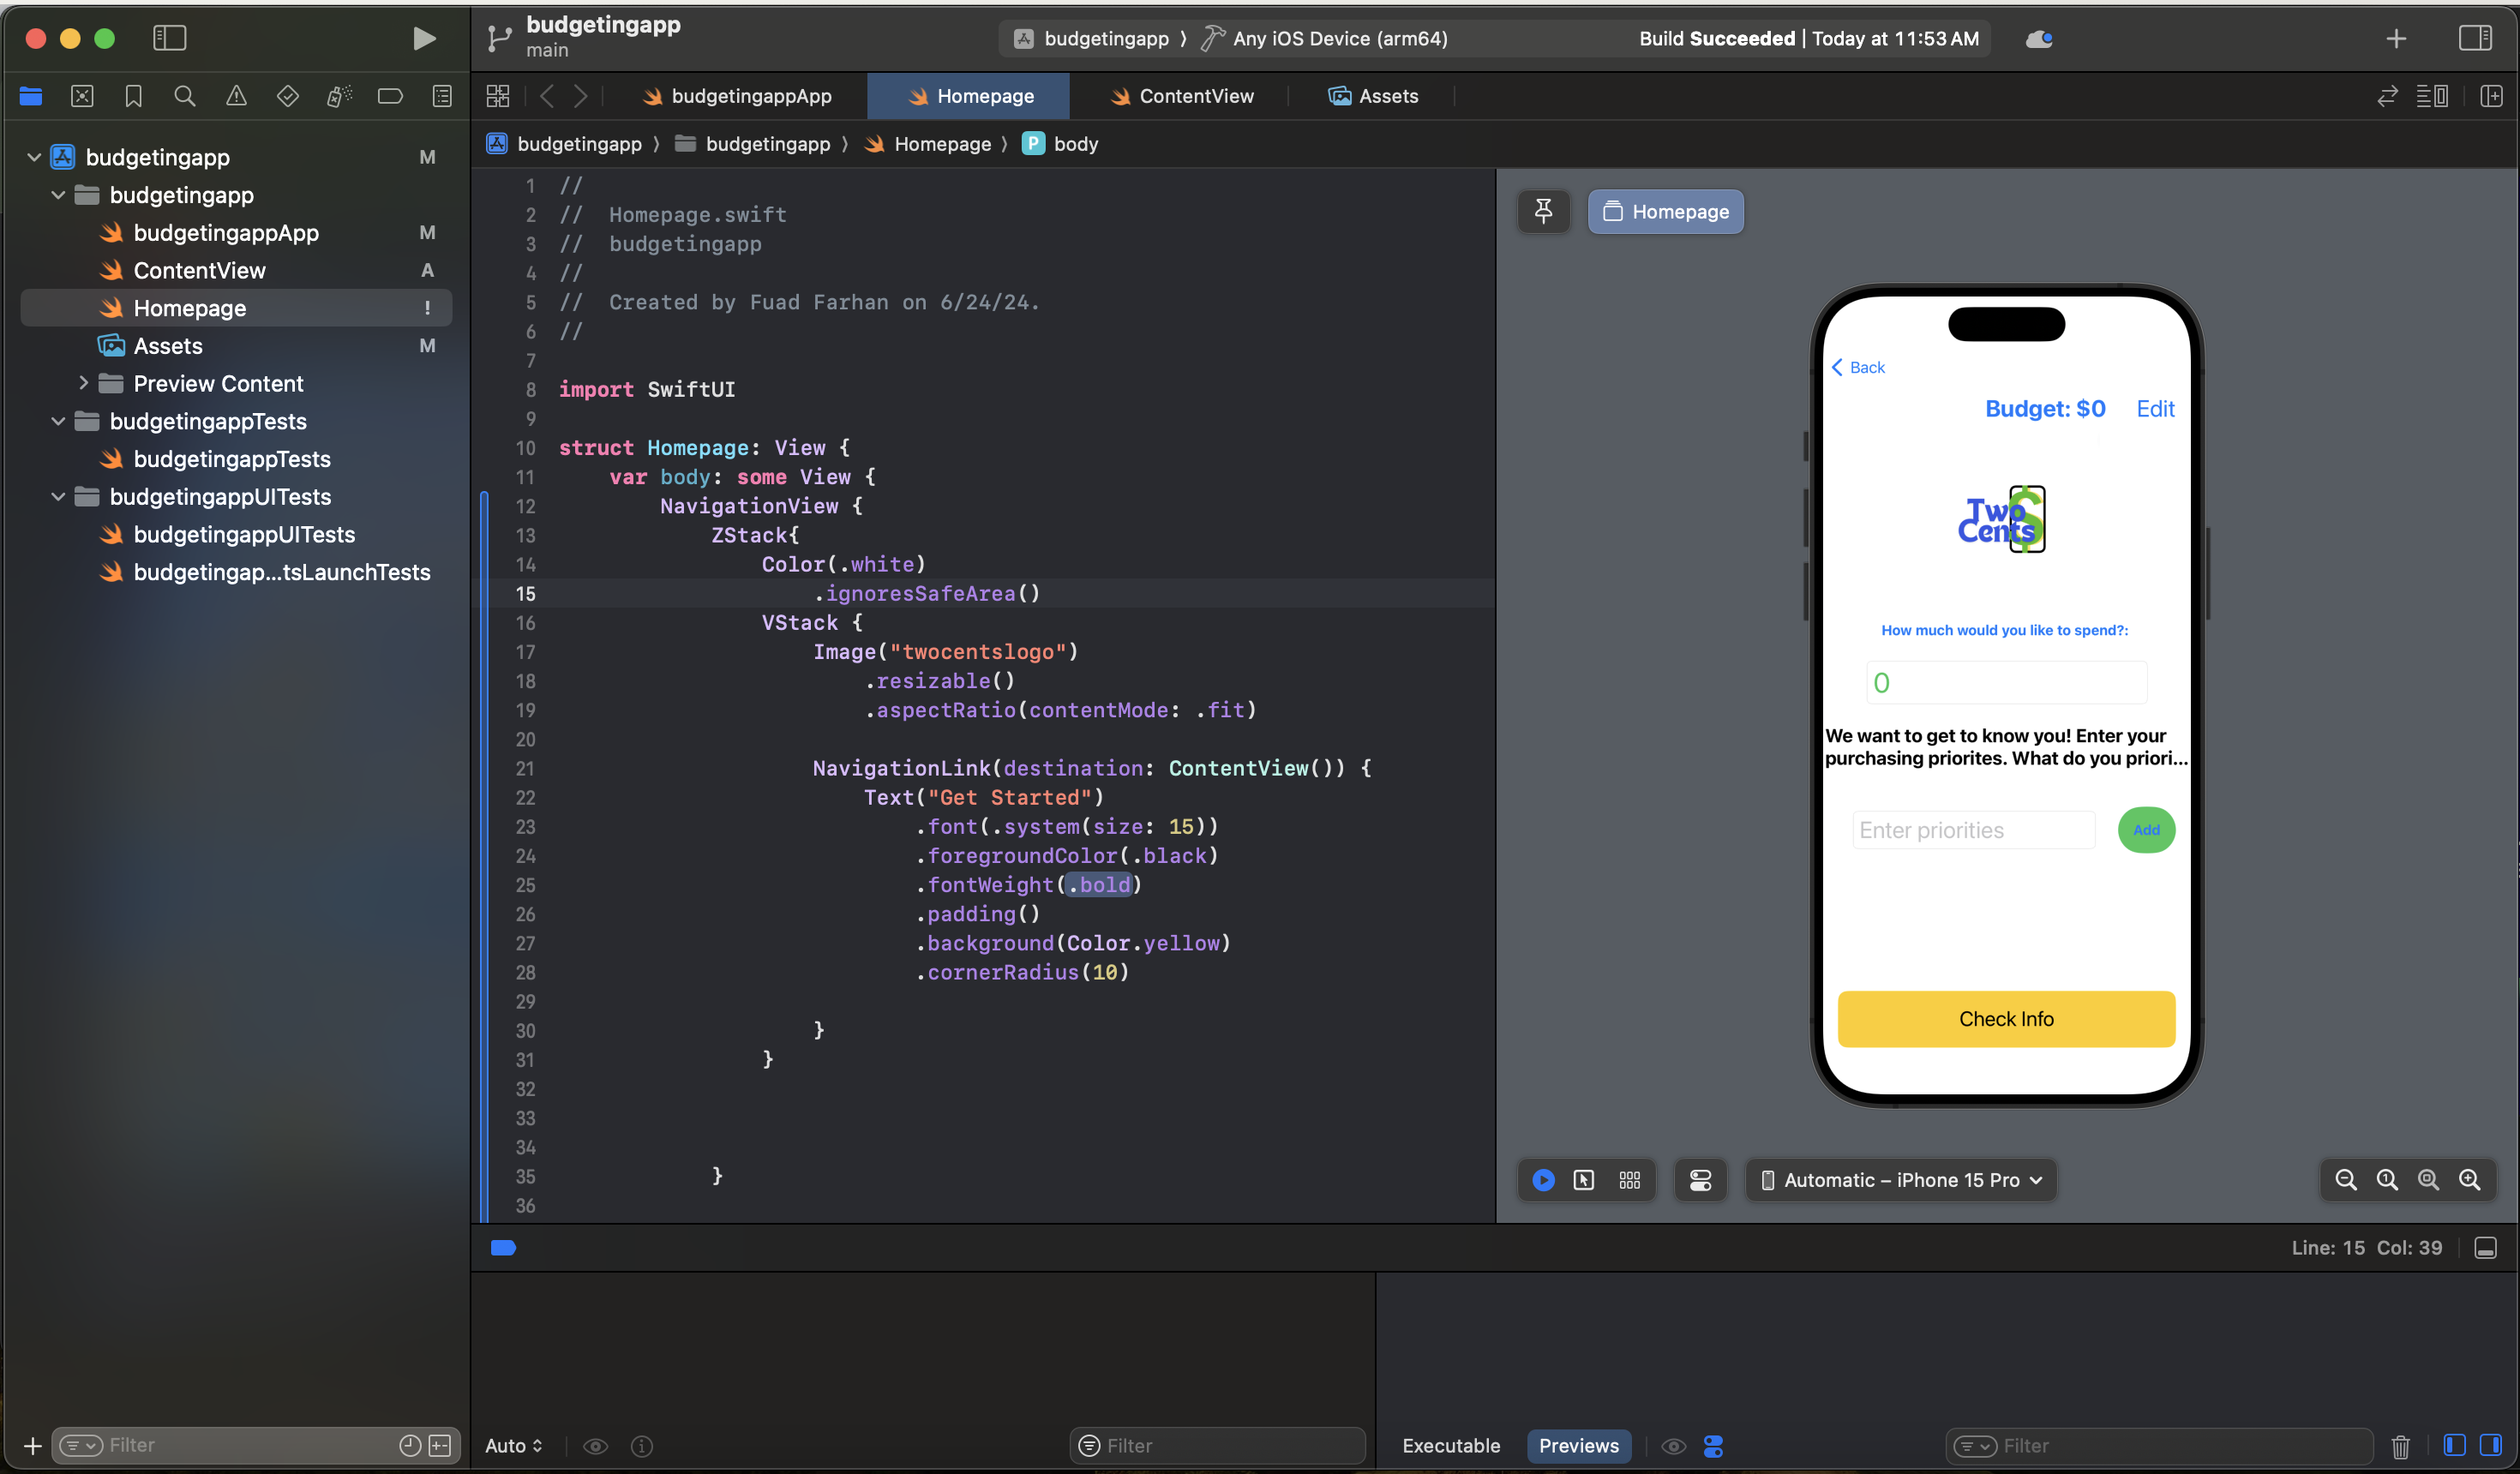 budgetingapp
main
budgetingapp ⟩ Any iOS Device (arm64)
Build Succeeded | Today at 11:53 AM
budgetingappApp
Homepage
ContentView
Assets
budgetingapp ⟩ budgetingapp ⟩ Homepage ⟩ P body
budgetingapp M
budgetingapp
budgetingappApp M
ContentView A
Homepage !
Assets M
Preview Content
budgetingappTests
budgetingappTests
budgetingappUITests
budgetingappUITests
budgetingap...tsLaunchTests
Filter
1 //
2 //  Homepage.swift
3 //  budgetingapp
4 //
5 //  Created by Fuad Farhan on 6/24/24.
6 //
7
8 import SwiftUI
9
10 struct Homepage: View {
11     var body: some View {
12         NavigationView {
13             ZStack{
14                 Color(.white)
15                     .ignoresSafeArea()
16                 VStack {
17                     Image("twocentslogo")
18                         .resizable()
19                         .aspectRatio(contentMode: .fit)
20
21                     NavigationLink(destination: ContentView()) {
22                         Text("Get Started")
23                             .font(.system(size: 15))
24                             .foregroundColor(.black)
25                             .fontWeight(.bold)
26                             .padding()
27                             .background(Color.yellow)
28                             .cornerRadius(10)
29
30                     }
31                 }
32
33
34
35             }
36
Homepage
Back
Budget: $0 Edit
Two
Cents
$
How much would you like to spend?:
0
We want to get to know you! Enter your
purchasing priorites. What do you priori...
Enter priorities
Add
Check Info
Automatic – iPhone 15 Pro
Line: 15 Col: 39
Auto
Filter
Executable
Previews
Filter